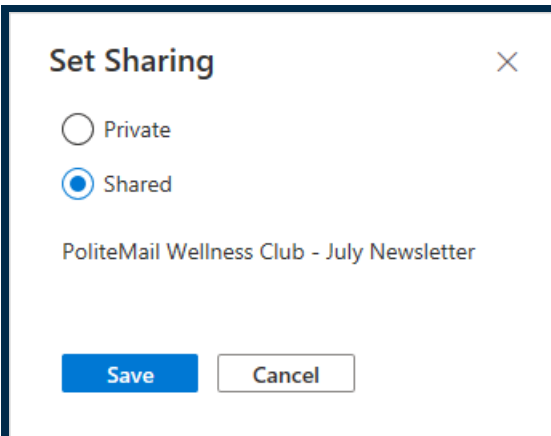 Set Sharing
Private
Shared
PoliteMail Wellness Club - July Newsletter
Save
Cancel